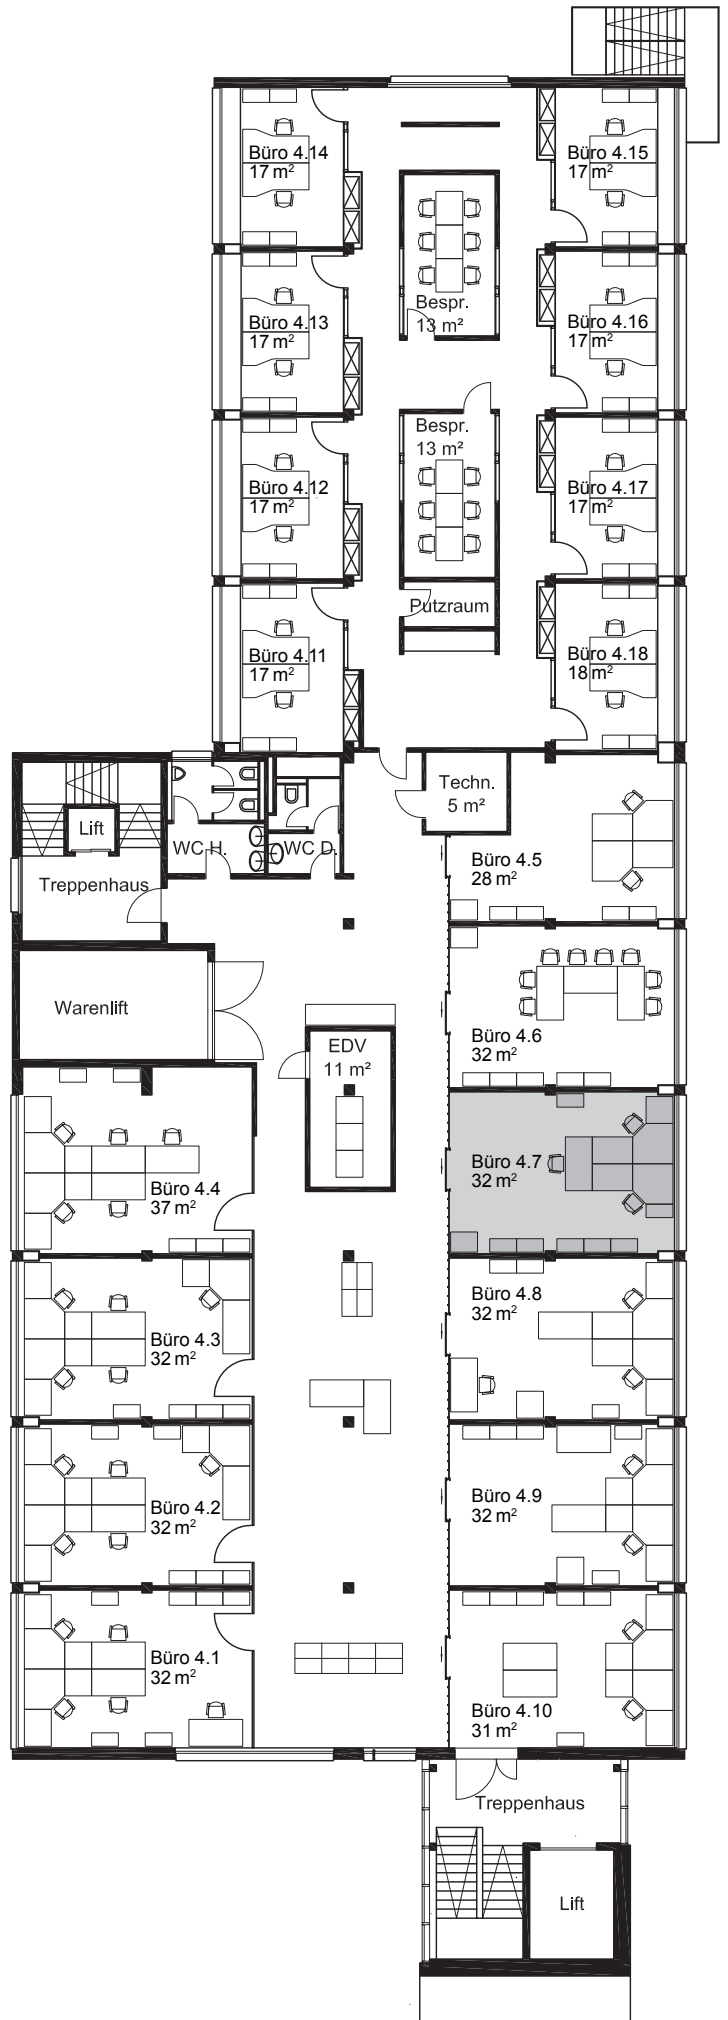 Büro 4.14
17 m²
Büro 4.15
17 m²
Bespr.
13 m²
Büro 4.13
17 m²
Büro 4.16
17 m²
Bespr.
13 m²
Büro 4.12
17 m²
Büro 4.17
17 m²
Putzraum
Büro 4.11
17 m²
Büro 4.18
18 m²
Techn.
5 m²
Lift
WC H.
WC D.
Treppenhaus
Büro 4.5
28 m²
Warenlift
Büro 4.6
32 m²
EDV
11 m²
Büro 4.4
37 m²
Büro 4.7
32 m²
Büro 4.3
32 m²
Büro 4.8
32 m²
Büro 4.2
32 m²
Büro 4.9
32 m²
Büro 4.1
32 m²
Büro 4.10
31 m²
Treppenhaus
Lift